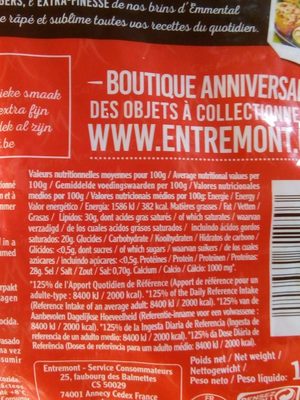 GERS, L'EXTRA-FINESSE de nos brins d'Emmental
e râpé et sublime toutes vos recettes du quotidien.
ieke smaak
extra fijn
lek al zijn
t.be
BOUTIQUE ANNIVERSA
DES OBJETS À COLLECTIONNE
WWW.ENTREMONT.
Valeurs nutritionnelles moyennes pour 100g / Average nutritional values per
100g / Gemiddelde voedingswaarden per 100g / Valores nutricionales
medios por 100g / Valores nutricionais médios por 100g: Energie / Energy /
Valor energético / Energia: 1586 kJ / 382 kcal. Matières grasses / Fat / Vetten /
Grasas / Lípidos: 30g, dont acides gras saturés / of which saturates / waarvan
verzadigd / de los cuales ácidos grasos saturados / incluindo ácidos gordos
saturados: 20g. Glucides / Carbohydrate / Koolhydraten / Hidratos de carbono /
Glícidos: <0,5g, dont sucres / of which sugars / waarvan suikers / de los cuales
azúcares / incluindo açúcares: <0,5g. Protéines / Protein / Proteínen / Proteínas:
28g. Sel / Salt / Zout / Sal: 0,70g. Calcium / Calcio / Cálcio: 1000 mg*.
*125% de l'Apport Quotidien de Référence (Apport de référence pour un
adulte-type : 8400 kJ / 2000 kcal). *125% of the Daily Reference Intake
(Reference Intake of an average adult: 8400 kJ / 2000 kcal). *125% van de
Aanbevolen Dagelijkse Hoeveelheid (Referentie-inname voor een volwassene :
8400 kJ / 2000 kcal). *125% de la Ingesta Diaria de Referencia (Ingesta de
referencia de un adulto medio: 8400 kJ / 2000 kcal). *125% da Dose Diária de
Referência (Doses de referência para um adulto médio: 8400 kJ / 2000 kcal).
Entremont - Service Consommateurs
25, faubourg des Balmettes
CS 50029
74001 Annecy Cedex France
Poids net / Net weight /
Nettogewicht /
Peso neto / Peso líquido: